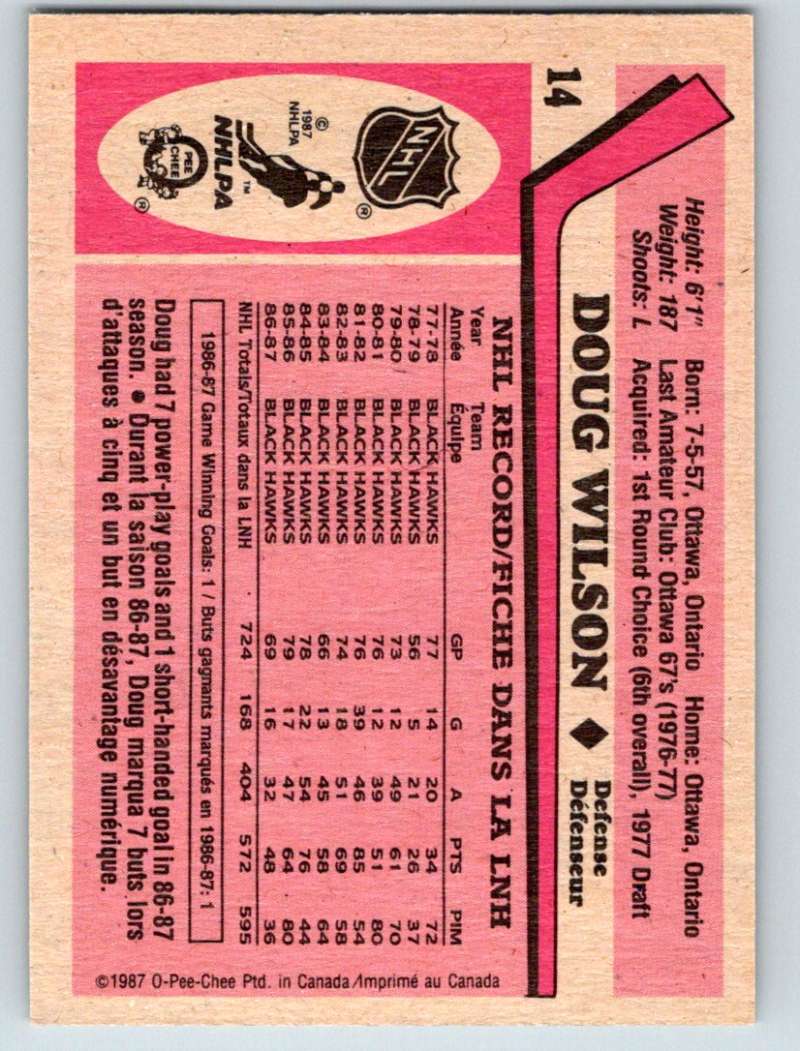 14
Height: 6'1" Born: 7-5-57, Ottawa, Ontario Home: Ottawa, Ontario
Weight: 187 Last Amateur Club: Ottawa 67's (1976-77)
Shoots: L Acquired: 1st Round Choice (6th overall), 1977 Draft
DOUG WILSON ◆ Defense
Défenseur
NHL
®
NHLPA
™
© 1987 NHLPA
O PEE CHEE
®
NHL RECORD/FICHE DANS LA LNH
Year Team GP G A PTS PIM
Année Équipe
77-78 BLACK HAWKS 77 14 20 34 72
78-79 BLACK HAWKS 56 5 21 26 37
79-80 BLACK HAWKS 73 12 49 61 70
80-81 BLACK HAWKS 76 12 39 51 80
81-82 BLACK HAWKS 76 39 46 85 54
82-83 BLACK HAWKS 74 18 51 69 58
83-84 BLACK HAWKS 66 13 45 58 64
84-85 BLACK HAWKS 78 22 54 76 44
85-86 BLACK HAWKS 79 17 47 64 80
86-87 BLACK HAWKS 69 16 32 48 36
NHL Totals/Totaux dans la LNH 724 168 404 572 595
1986-87 Game Winning Goals: 1 / Buts gagnants marqués en 1986-87: 1
Doug had 7 power-play goals and 1 short-handed goal in 86-87
season. ● Durant la saison 86-87, Doug marqua 7 buts lors
d'attaques à cinq et un but en désavantage numérique.
©1987 O-Pee-Chee Ptd. in Canada/Imprimé au Canada